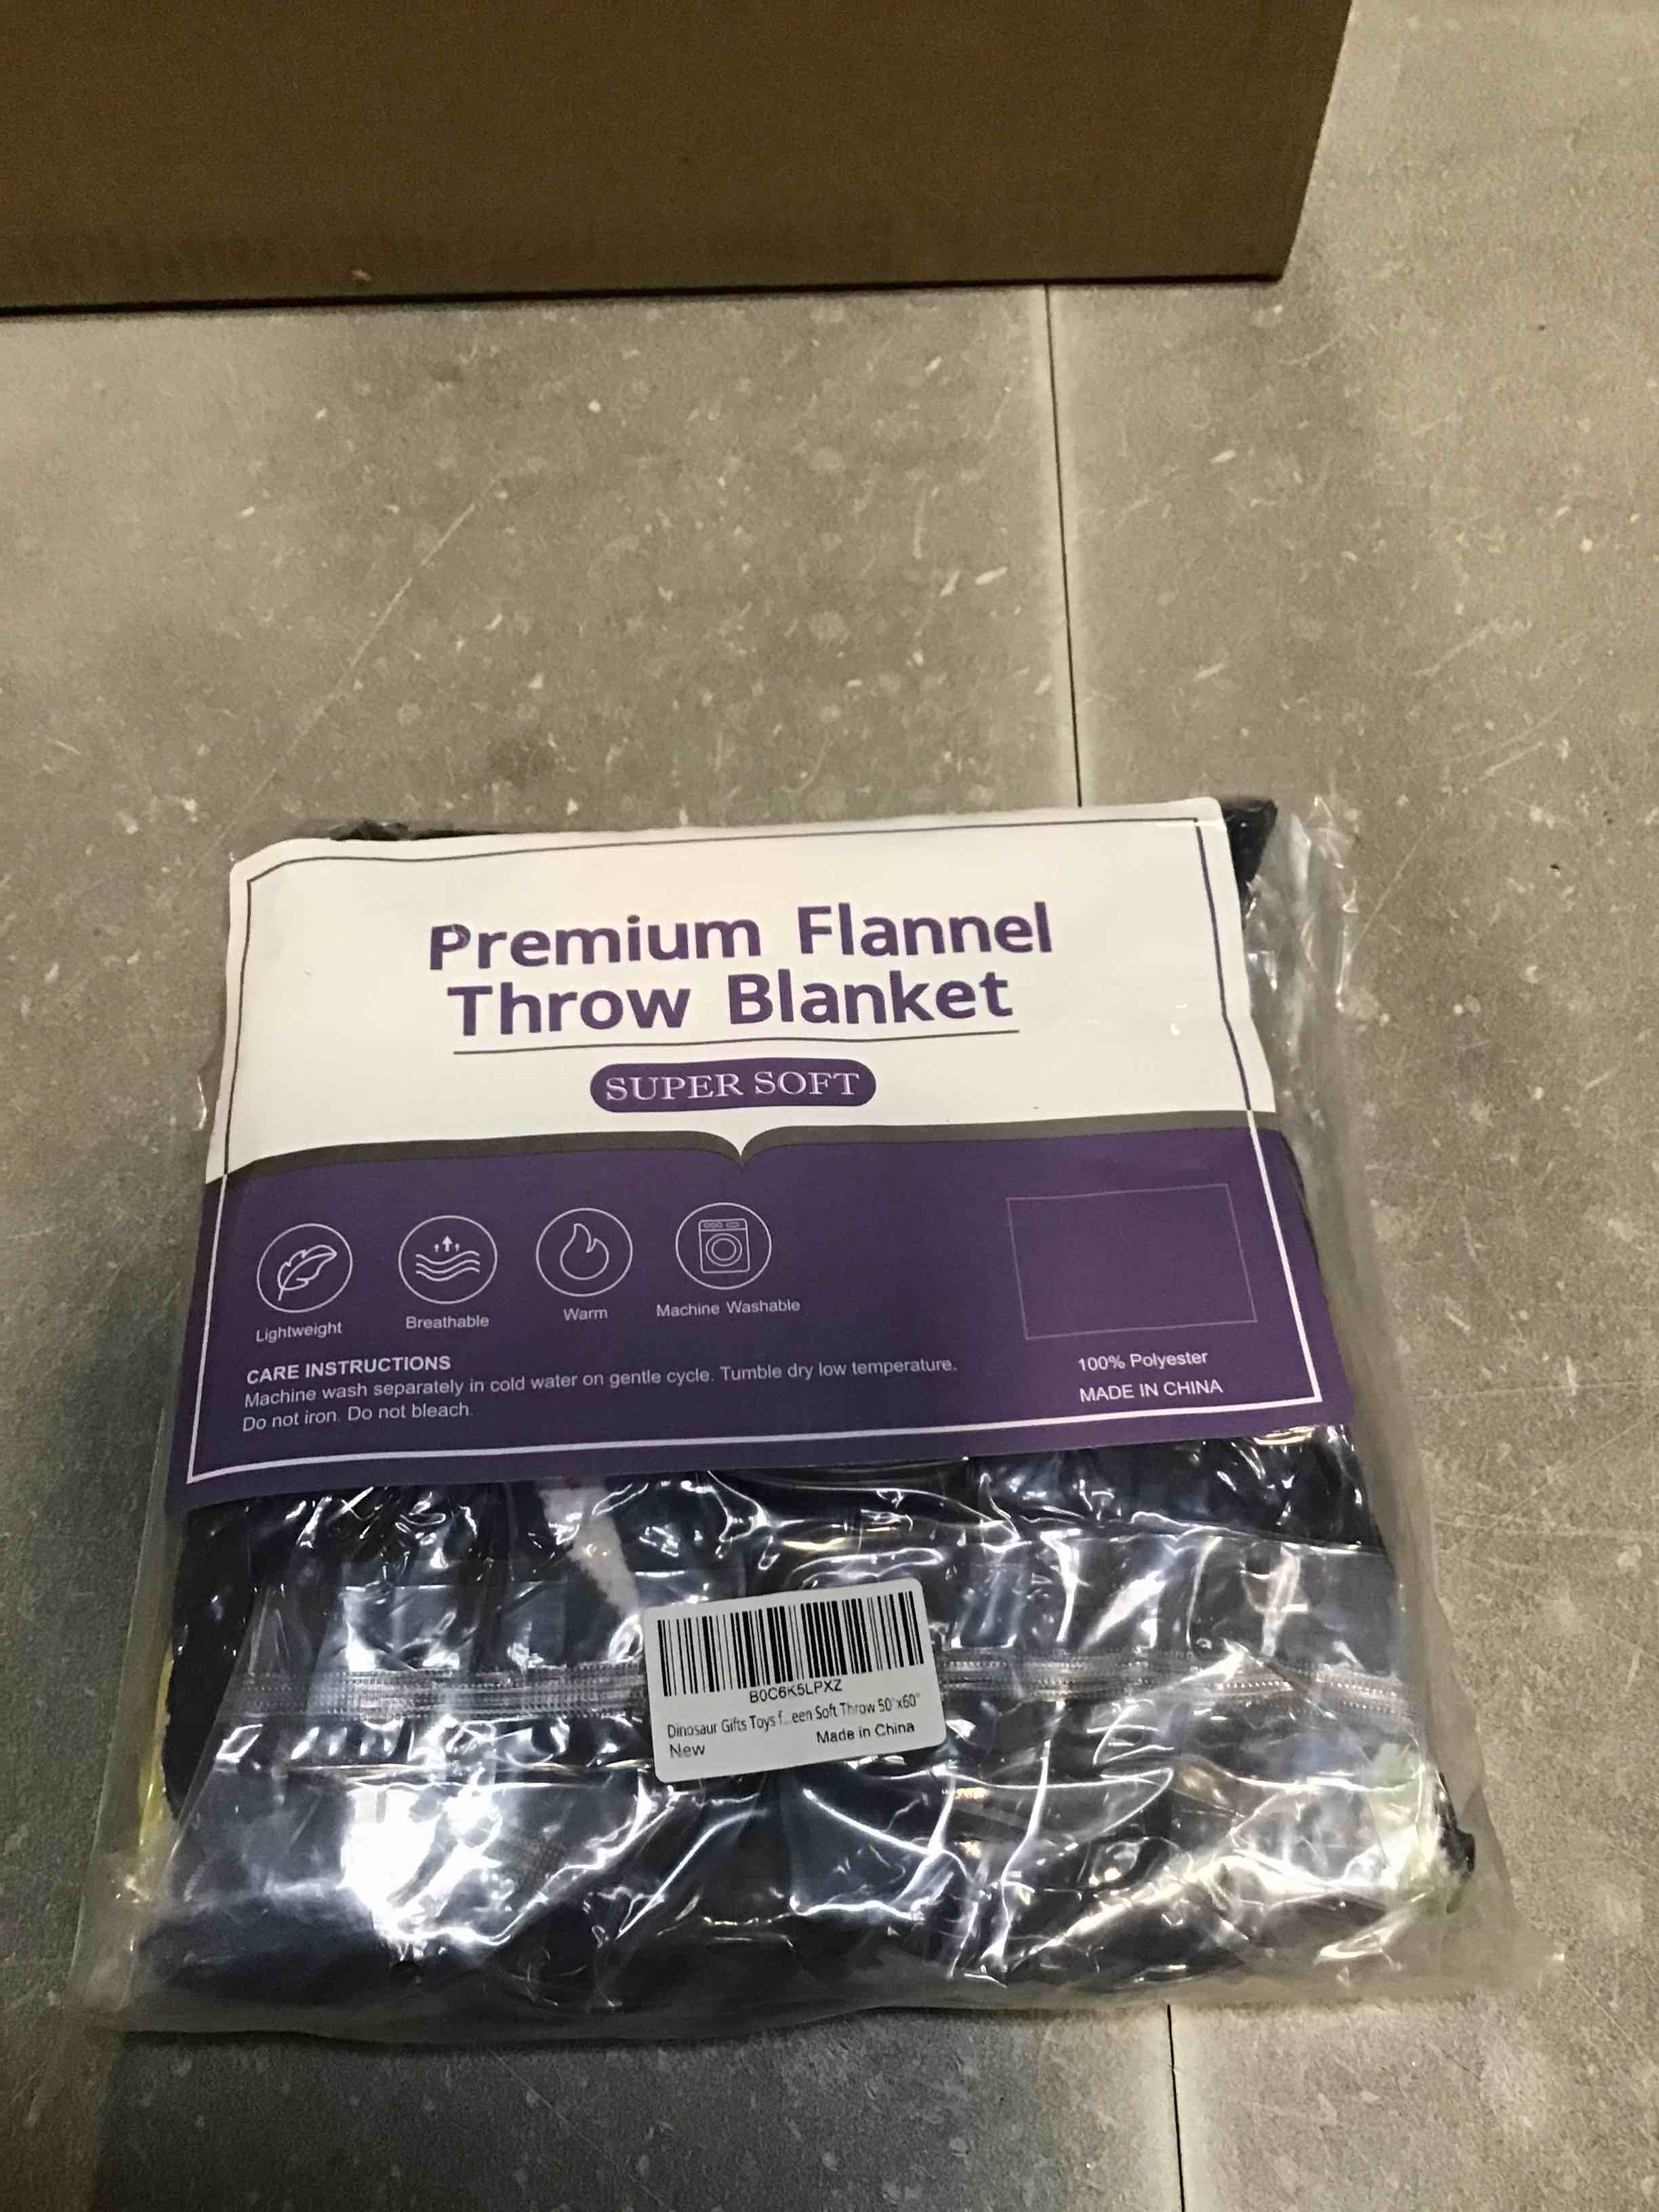 Premium Flannel
Throw Blanket
SUPER SOFT
Lightweight
Breathable
Warm
Machine Washable
CARE INSTRUCTIONS
Machine wash separately in cold water on gentle cycle. Tumble dry low temperature.
Do not iron. Do not bleach.
100% Polyester
MADE IN CHINA
B0C6K5LPXZ
Dinosaur Gifts Toys f...een Soft Throw 50"x60"
New
Made in China